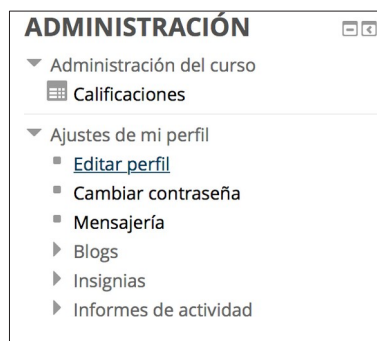 ADMINISTRACIÓN
Administración del curso
Calificaciones
Ajustes de mi perfil
Editar perfil
Cambiar contraseña
Mensajería
Blogs
Insignias
Informes de actividad